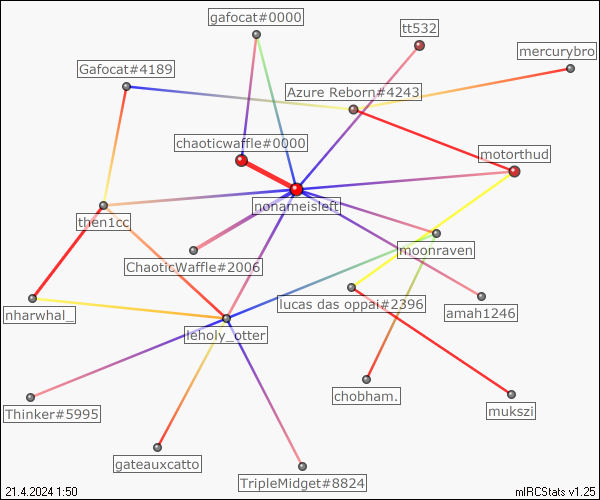 gafocat#0000
tt532
mercurybro
Gafocat#4189
Azure Reborn#4243
chaoticwaffle#0000
motorthud
nonameisleft
then1cc
moonraven
ChaoticWaffle#2006
lucas das oppai#2396
amah1246
nharwhal_
leholy_otter
chobham.
mukszi
Thinker#5995
gateauxcatto
TripleMidget#8824
21.4.2024 1:50
mIRCStats v1.25